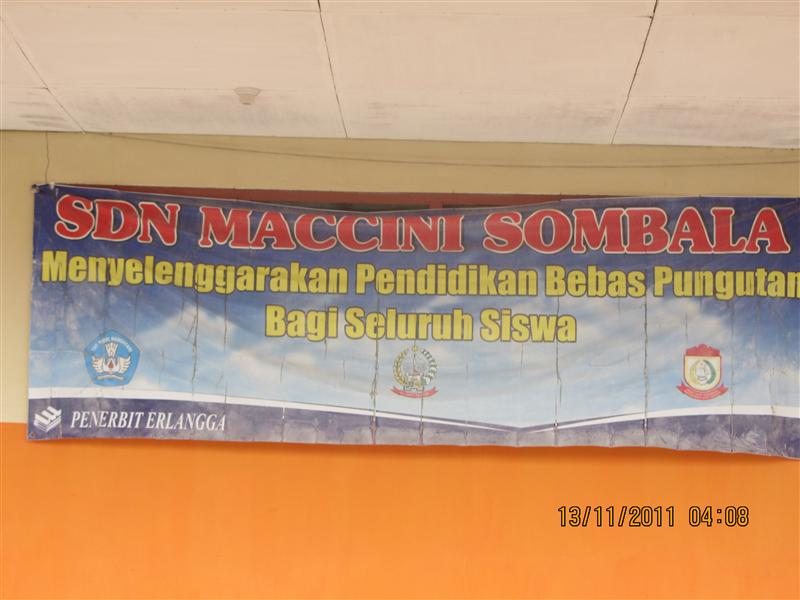 SDN MACCINI SOMBALA
Menyelenggarakan Pendidikan Bebas Pungutan
Bagi Seluruh Siswa
PENERBIT ERLANGGA
13/11/2011 04:08